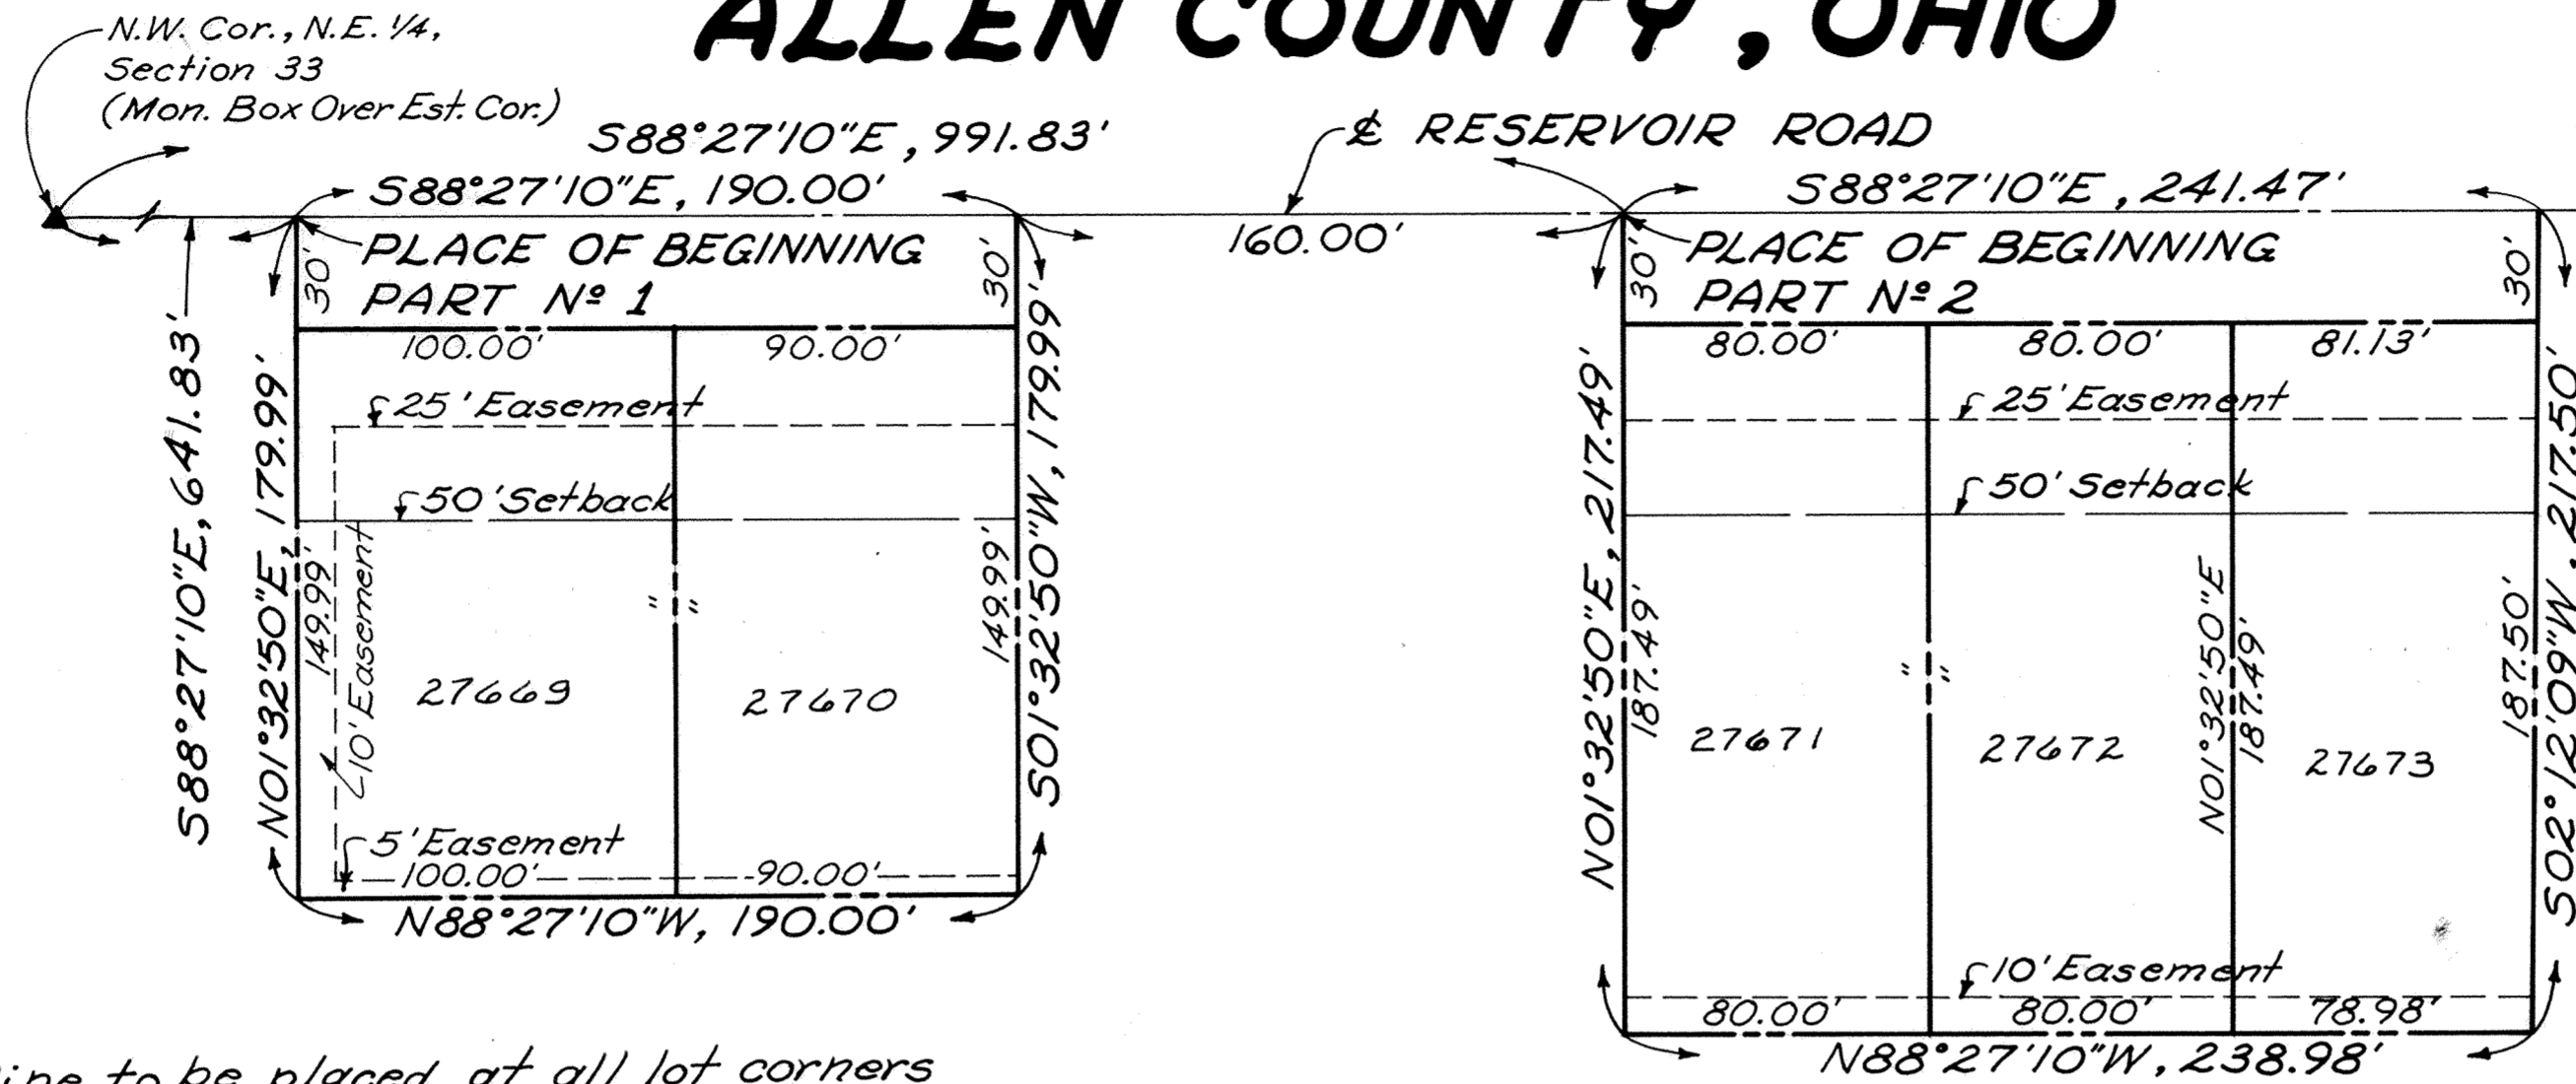 ALLEN COUNTY, OHIO
N.W. Cor., N.E. 1/4,
Section 33
(Mon. Box Over Est. Cor.)
S88°27'10"E, 991.83'
℄ RESERVOIR ROAD
S88°27'10"E, 190.00'
S88°27'10"E, 241.47'
160.00'
S88°27'10"E, 641.83'
PLACE OF BEGINNING
PART Nº 1
30'
30'
100.00'
90.00'
25' Easement
50' Setback
N01°32'50"E, 179.99'
149.99'
10' Easement
" "
149.99'
S01°32'50"W, 179.99'
27669
27670
5' Easement
100.00'
90.00'
N88°27'10"W, 190.00'
PLACE OF BEGINNING
PART Nº 2
30'
30'
80.00'
80.00'
81.13'
25' Easement
50' Setback
N01°32'50"E, 217.49'
187.49'
" "
N01°32'50"E
187.49'
187.50'
S02°12'09"W, 217.50'
27671
27672
27673
10' Easement
80.00'
80.00'
78.98'
N88°27'10"W, 238.98'
to be placed at all lot corners